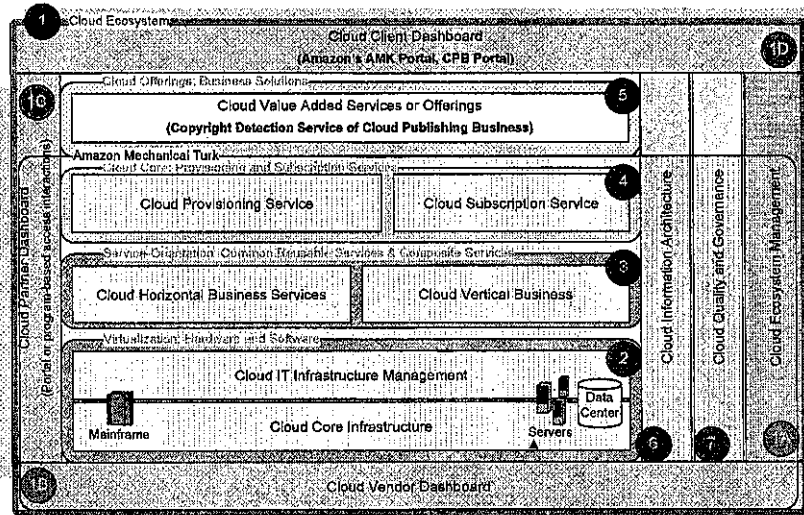 1 Cloud Ecosystem
Cloud Client Dashboard
(Amazon's AMK Portal, CPB Portal)
1D
Cloud Offerings: Business Solutions
1C
5
Cloud Value Added Services or Offerings
(Copyright Detection Service of Cloud Publishing Business)
Amazon Mechanical Turk
Cloud Core: Provisioning and Subscription Services
4
Cloud Provisioning Service
Cloud Subscription Service
Service-Orientation: Common Reusable Services & Composite Services
3
Cloud Horizontal Business Services
Cloud Vertical Business
Virtualization: Hardware and Software
2
Cloud IT Infrastructure Management
Mainframe
Cloud Core Infrastructure
Servers
Data
Center
Cloud Partner Dashboard
(Portal or program-based access interactions)
Cloud Information Architecture
Cloud Quality and Governance
Cloud Ecosystem Management
6
7
1A
1B
Cloud Vendor Dashboard